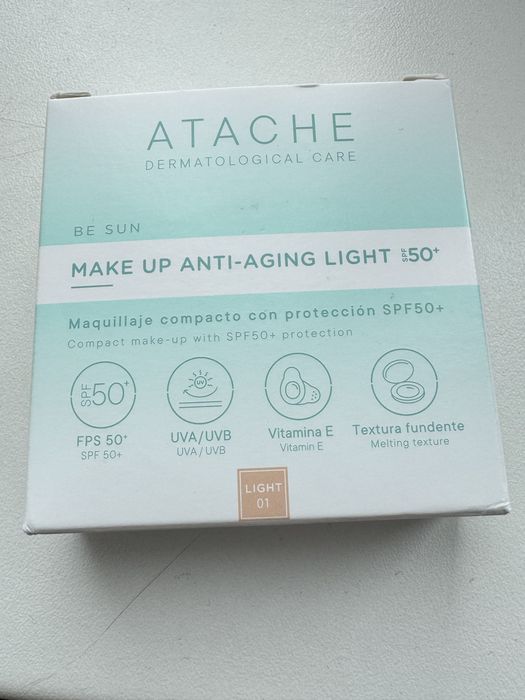 ATACHE
DERMATOLOGICAL CARE
BE SUN
MAKE UP ANTI-AGING LIGHT SPF 50+
Maquillaje compacto con protección SPF50+
Compact make-up with SPF50+ protection
SPF 50+
UV
FPS 50+
SPF 50+
UVA/UVB
UVA / UVB
Vitamina E
Vitamin E
Textura fundente
Melting texture
LIGHT
01